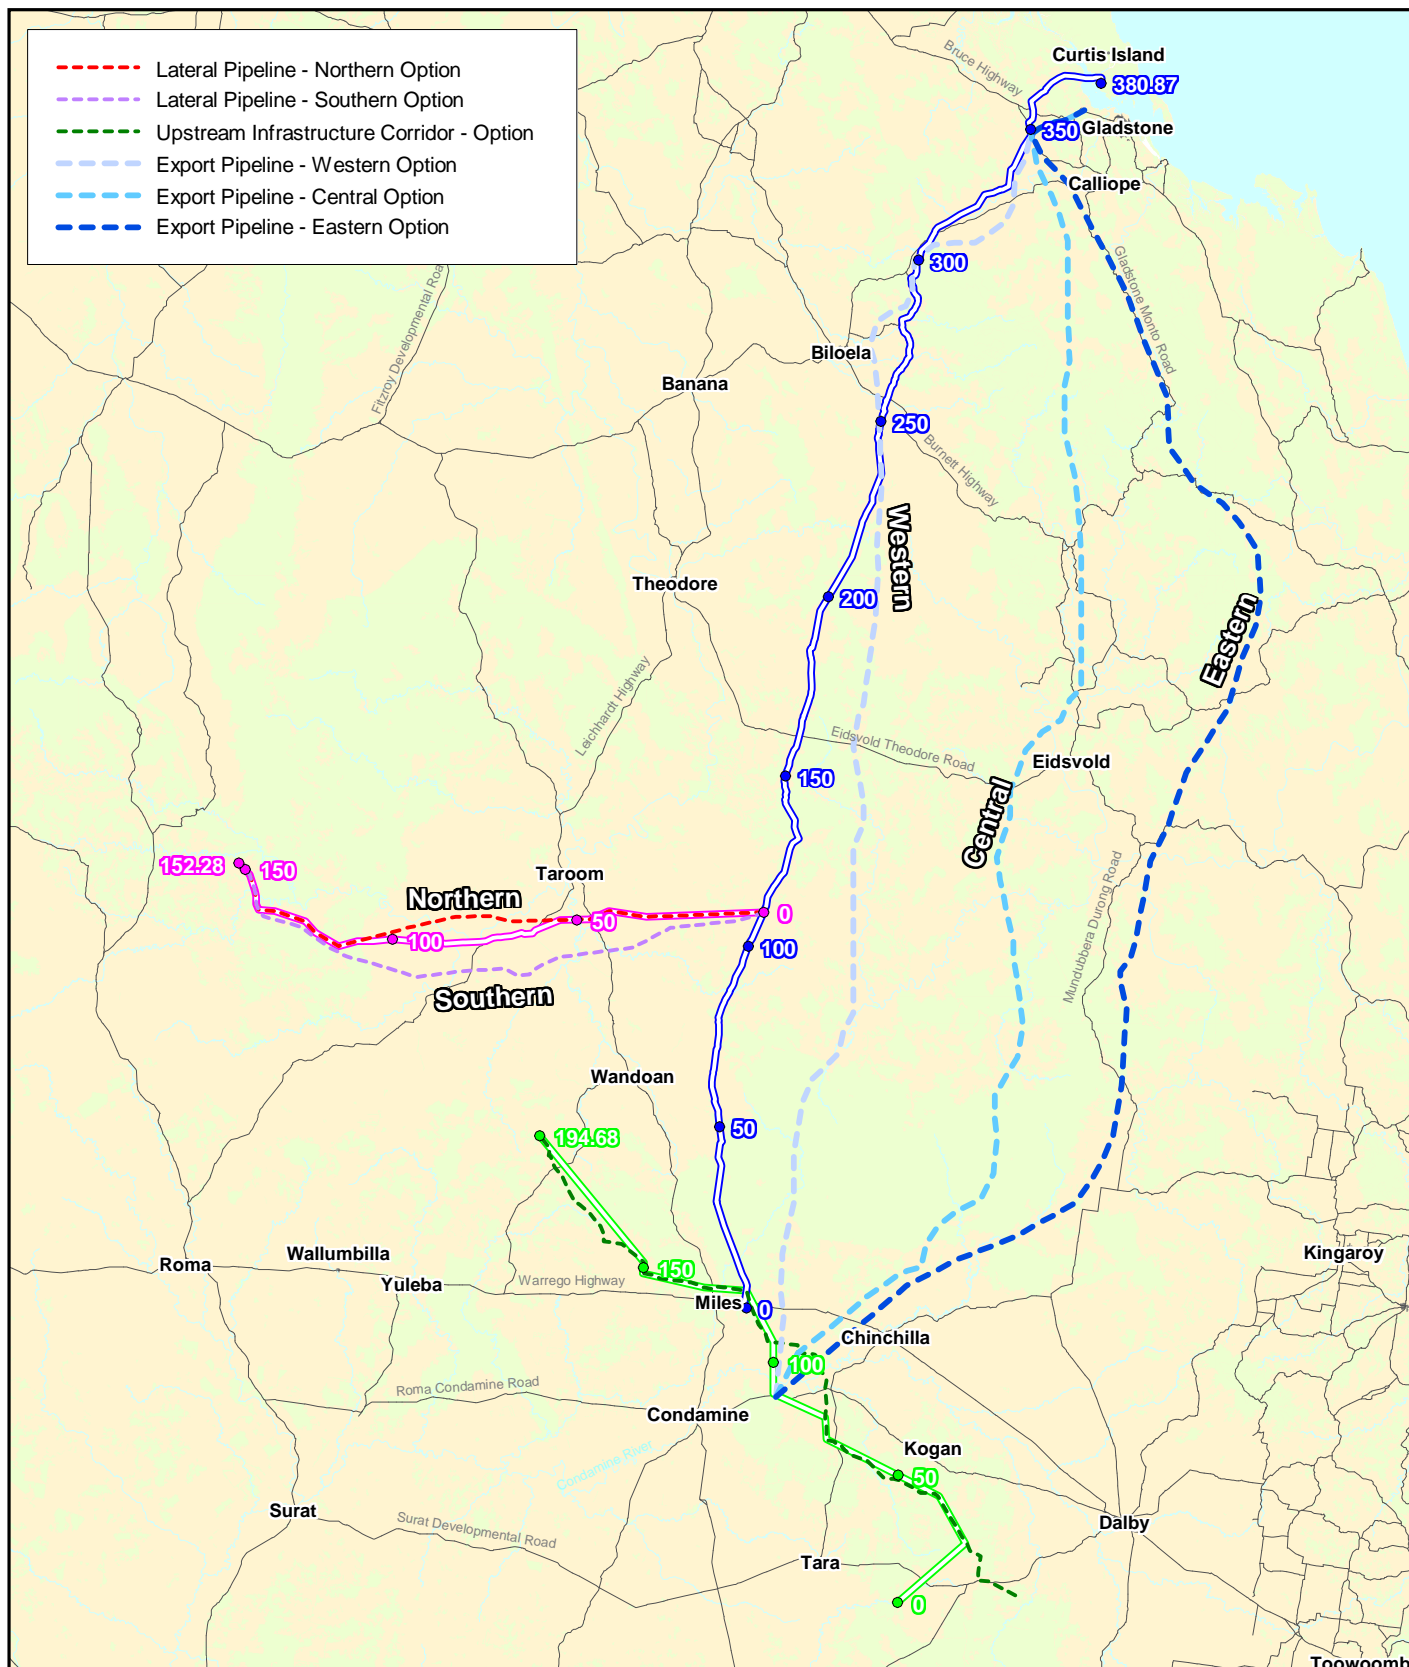 Lateral Pipeline - Northern Option
Lateral Pipeline - Southern Option
Upstream Infrastructure Corridor - Option
Export Pipeline - Western Option
Export Pipeline - Central Option
Export Pipeline - Eastern Option
Bruce Highway
Curtis Island
380.87
350
Gladstone
Calliope
Fitzroy Developmental Roa
300
Gladstone Monto Road
Biloela
Banana
250
Burnett Highway
Western
Theodore
200
Eastern
Leichhardt Highway
Eidsvold Theodore Road
Eidsvold
150
Central
152.28
150
Taroom
Northern
50
0
100
100
Southern
Mundubbera Durong Road
Wandoan
50
194.68
Roma
Wallumbilla
Yuleba
Warrego Highway
150
Miles
0
Kingaroy
Chinchilla
100
Roma Condamine Road
Condamine
Kogan
Condamine River
50
Surat
Surat Developmental Road
Dalby
Tara
0
Toowoomb